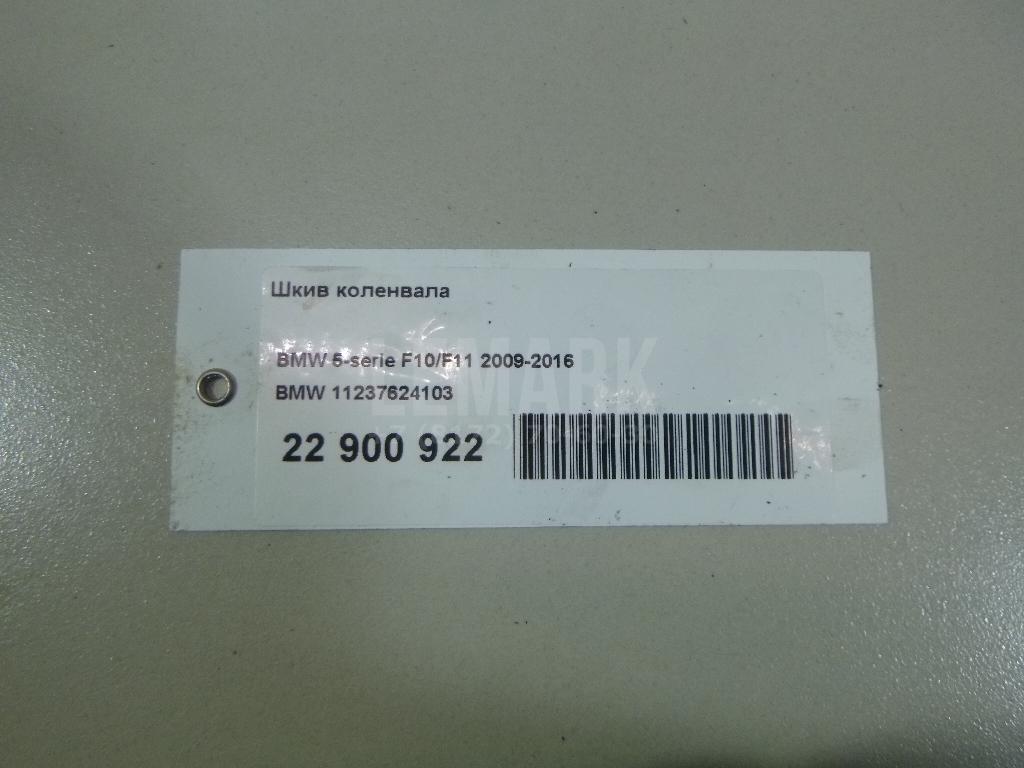 Шкив коленвала
BMW 5-serie F10/F11 2009-2016
BMW 11237624103
22 900 922